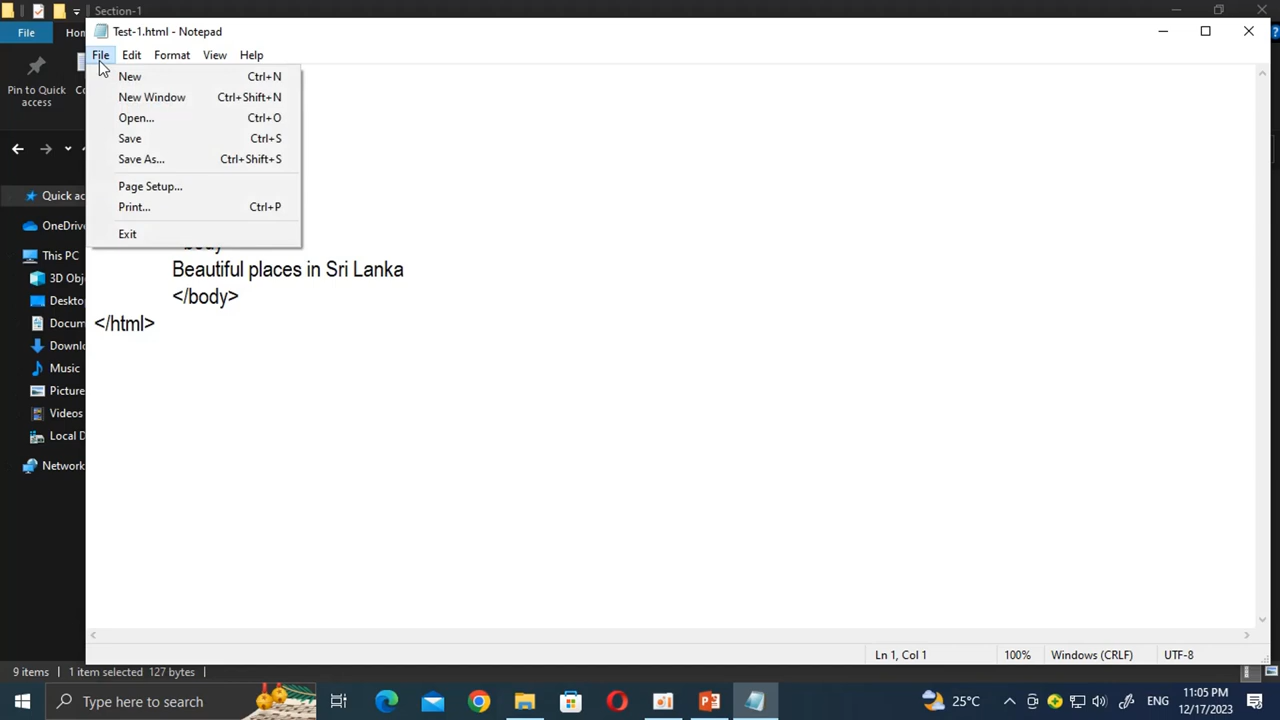 Section-1
File
Hom
Test-1.html - Notepad
File Edit Format View Help
Pin to Quick
access
New Ctrl+N
New Window Ctrl+Shift+N
Open... Ctrl+O
Save Ctrl+S
Save As... Ctrl+Shift+S
Page Setup... 
Print... Ctrl+P
Exit
Beautiful places in Sri Lanka
</body>
</html>
Quick ac
OneDrive
This PC
3D Obj
Deskto
Docum
Downlo
Music
Picture
Videos
Local D
Network
Ln 1, Col 1 100% Windows (CRLF) UTF-8
9 items 1 item selected 127 bytes
Type here to search
25°C
ENG
11:05 PM
12/17/2023